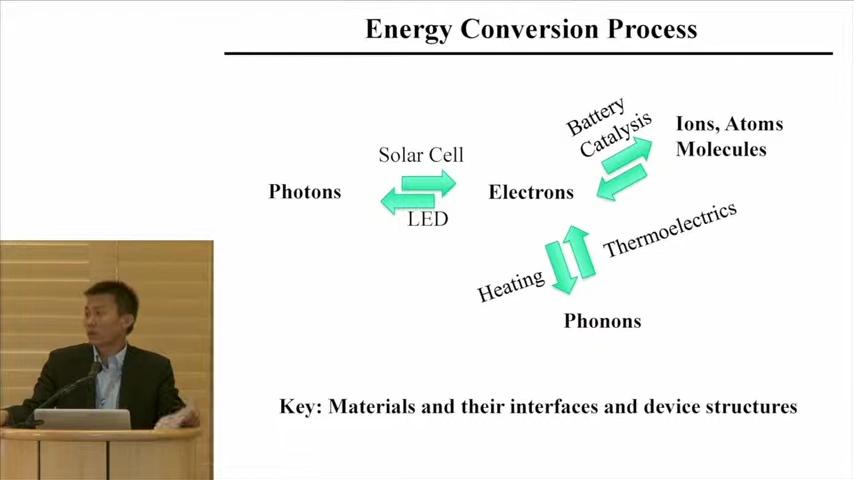 Energy Conversion Process
Battery
Catalysis
Ions, Atoms
Molecules
Solar Cell
Photons
Electrons
LED
Thermoelectrics
Heating
Phonons
Key: Materials and their interfaces and device structures